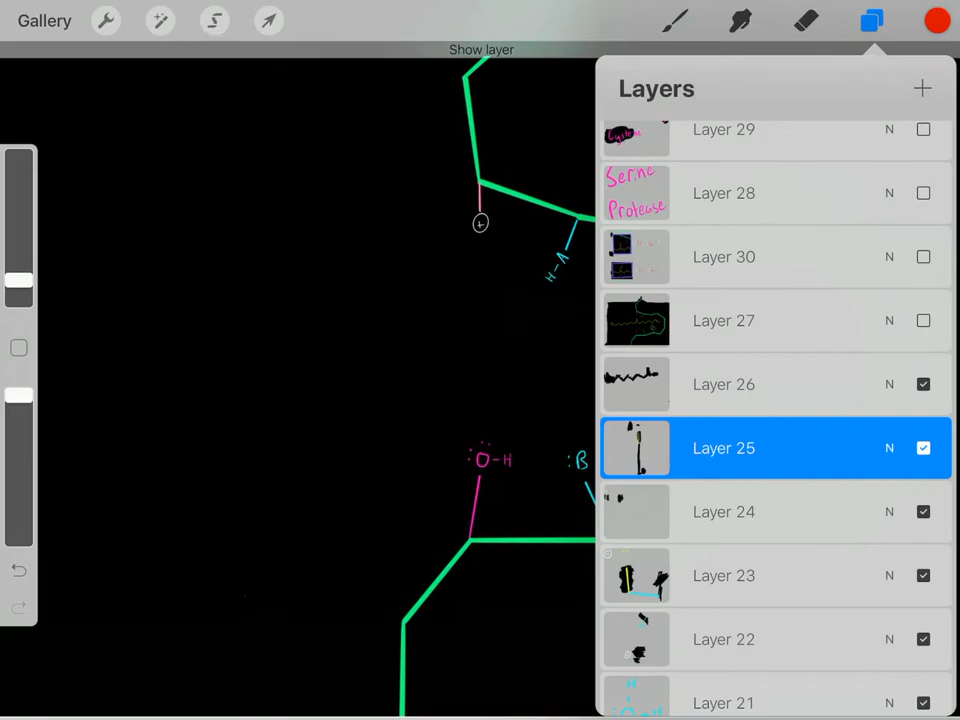 Gallery
Show layer
Layers
Layer 29 N
Cysteine
Layer 28 N
Serine
Protease
Layer 30 N
Layer 27 N
Layer 26 N
Layer 25 N
Layer 24 N
Layer 23 N
Layer 22 N
Layer 21 N
+
H-A
:O-H
:B